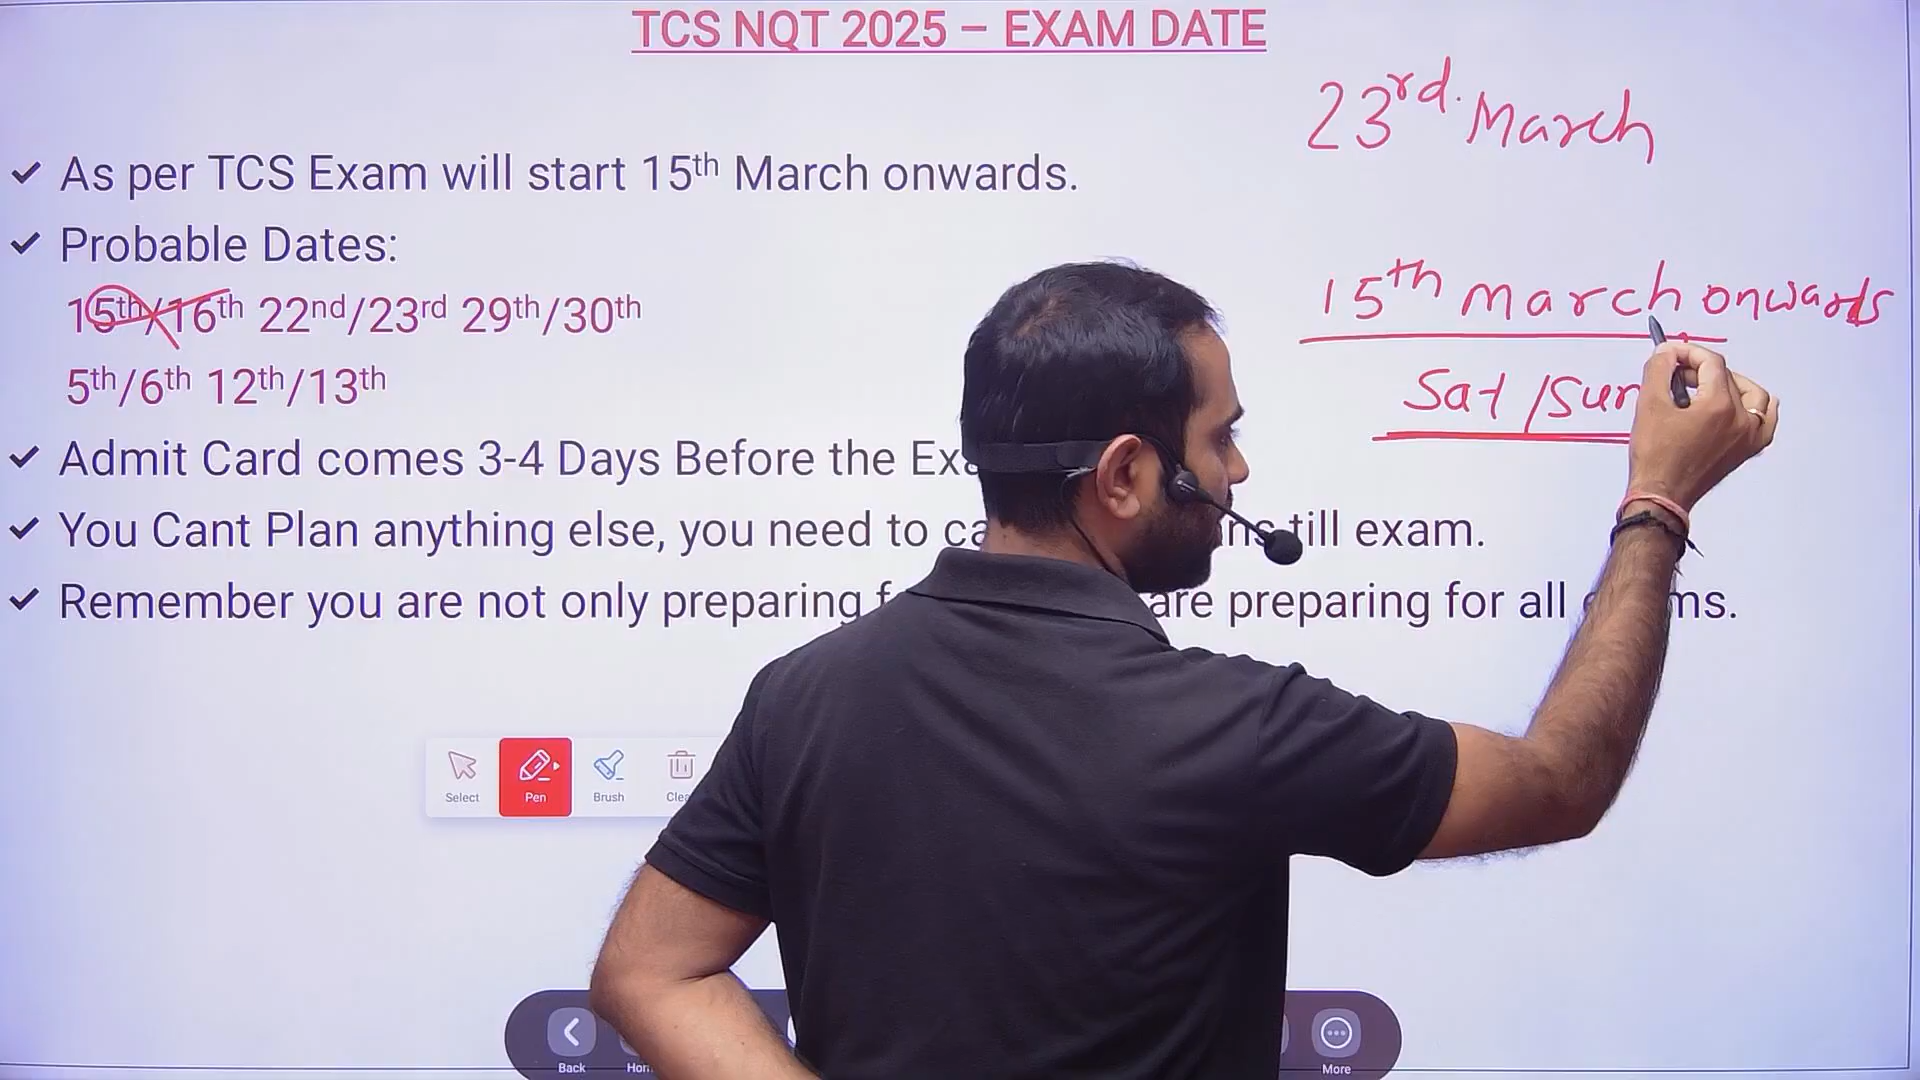 TCS NQT 2025 – EXAM DATE
23rd. March
✓ As per TCS Exam will start 15th March onwards.
✓ Probable Dates:
15th/16th 22nd/23rd 29th/30th
5th/6th 12th/13th
15th march onwards
Sat /Sun
✓ Admit Card comes 3-4 Days Before the
✓ You Cant Plan anything else, you need to till exam.
✓ Remember you are not only preparing are preparing for all
Select
Pen
Brush
Back
More